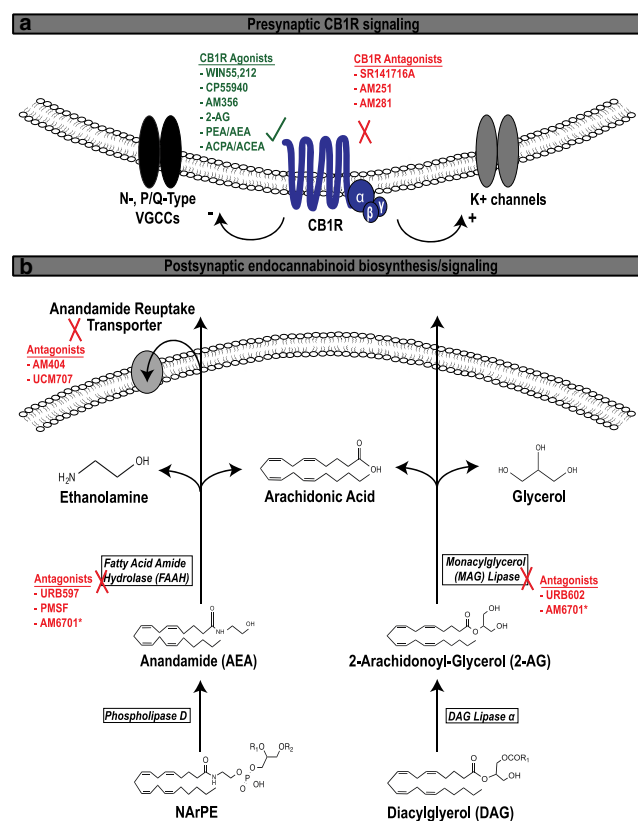 a
Presynaptic CB1R signaling
CB1R Agonists
- WIN55,212
- CP55940
- AM356
- 2-AG
- PEA/AEA
- ACPA/ACEA
CB1R Antagonists
- SR141716A
- AM251
- AM281
N-, P/Q-Type
VGCCs
-
CB1R
α
β
γ
+
K+ channels
b
Postsynaptic endocannabinoid biosynthesis/signaling
Anandamide Reuptake
Transporter
Antagonists
- AM404
- UCM707
H₂N
OH
Ethanolamine
O
OH
Arachidonic Acid
OH
HO
OH
Glycerol
Fatty Acid Amide
Hydrolase (FAAH)
Antagonists
- URB597
- PMSF
- AM6701*
Monacylglycerol
(MAG) Lipase
Antagonists
- URB602
- AM6701*
O
N
H
OH
Anandamide (AEA)
O
O
OH
OH
2-Arachidonoyl-Glycerol (2-AG)
Phospholipase D
DAG Lipase α
O
N
H
O
P
O
OH
O
R₁
O
OR₂
NArPE
O
O
OCOR₁
OH
Diacylglyerol (DAG)